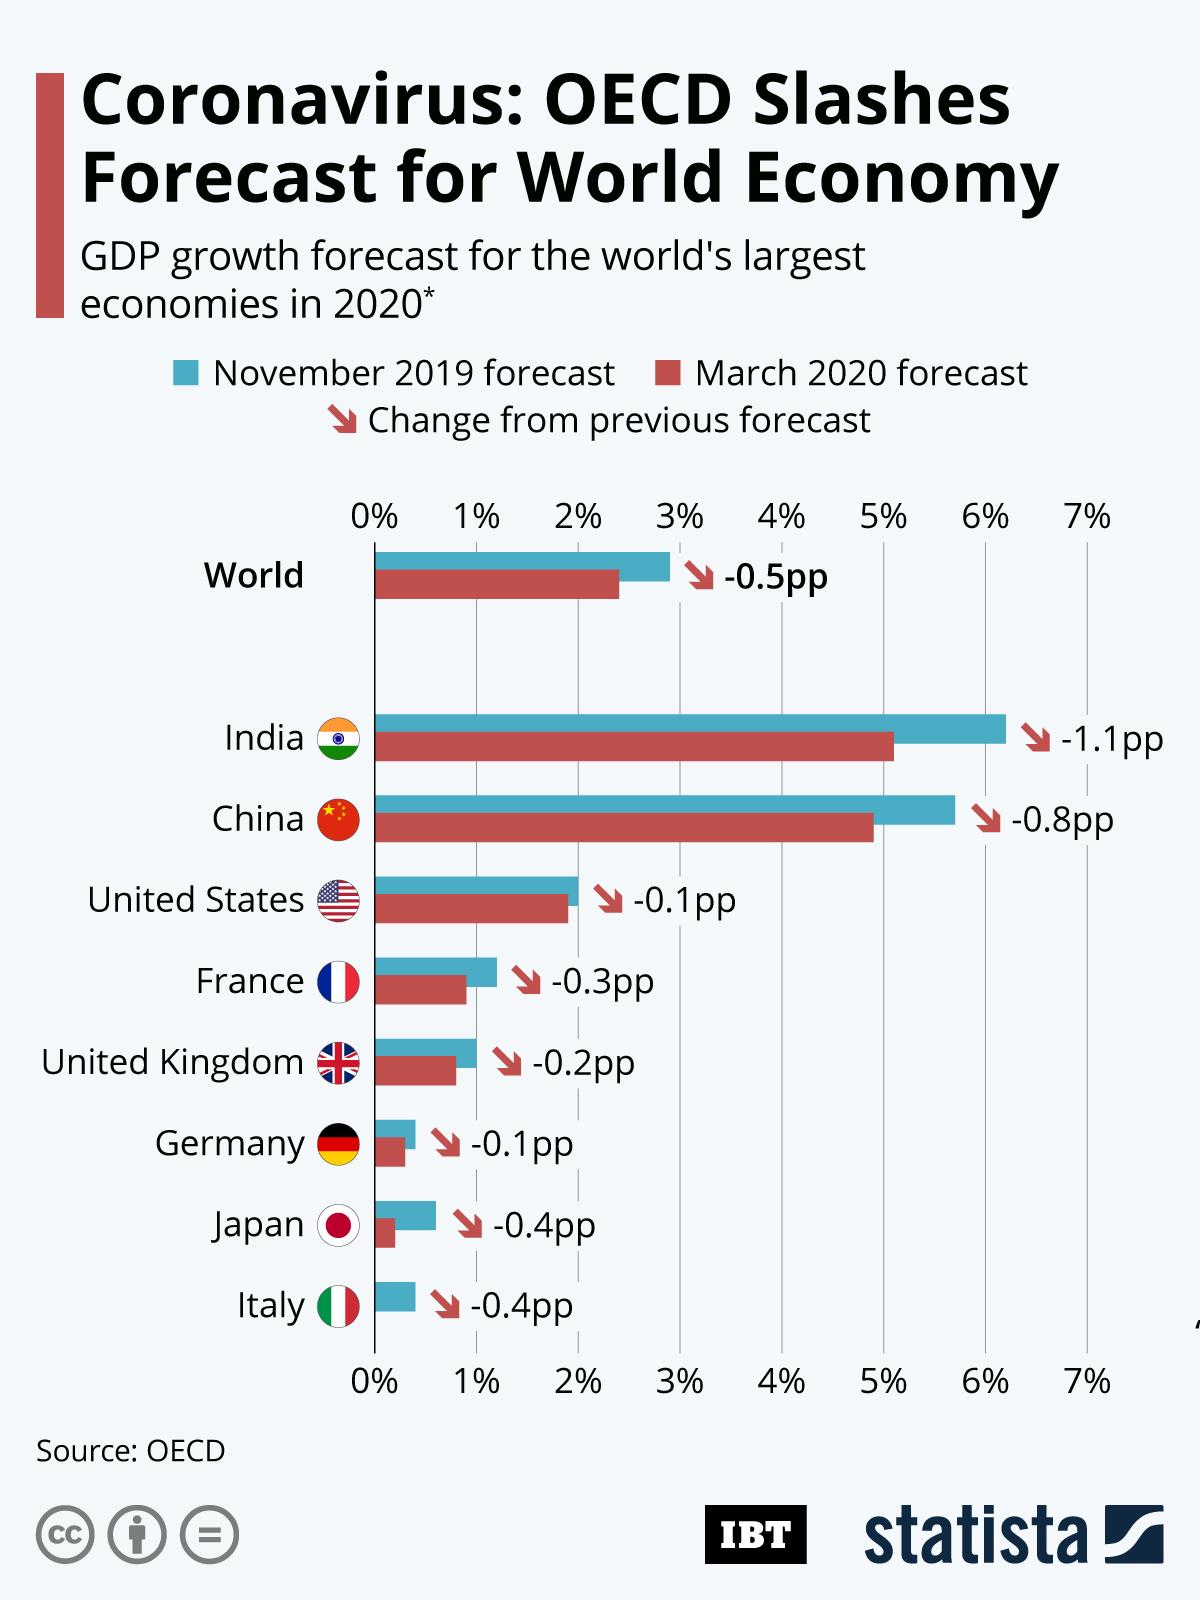 Coronavirus: OECD Slashes
Forecast for World Economy
GDP growth forecast for the world's largest
economies in 2020*
November 2019 forecast March 2020 forecast
Change from previous forecast
0% 1% 2% 3% 4% 5% 6% 7%
World -0.5pp
India -1.1pp
China -0.8pp
United States -0.1pp
France -0.3pp
United Kingdom -0.2pp
Germany -0.1pp
Japan -0.4pp
Italy -0.4pp
0% 1% 2% 3% 4% 5% 6% 7%
Source: OECD
cc = IBT statista